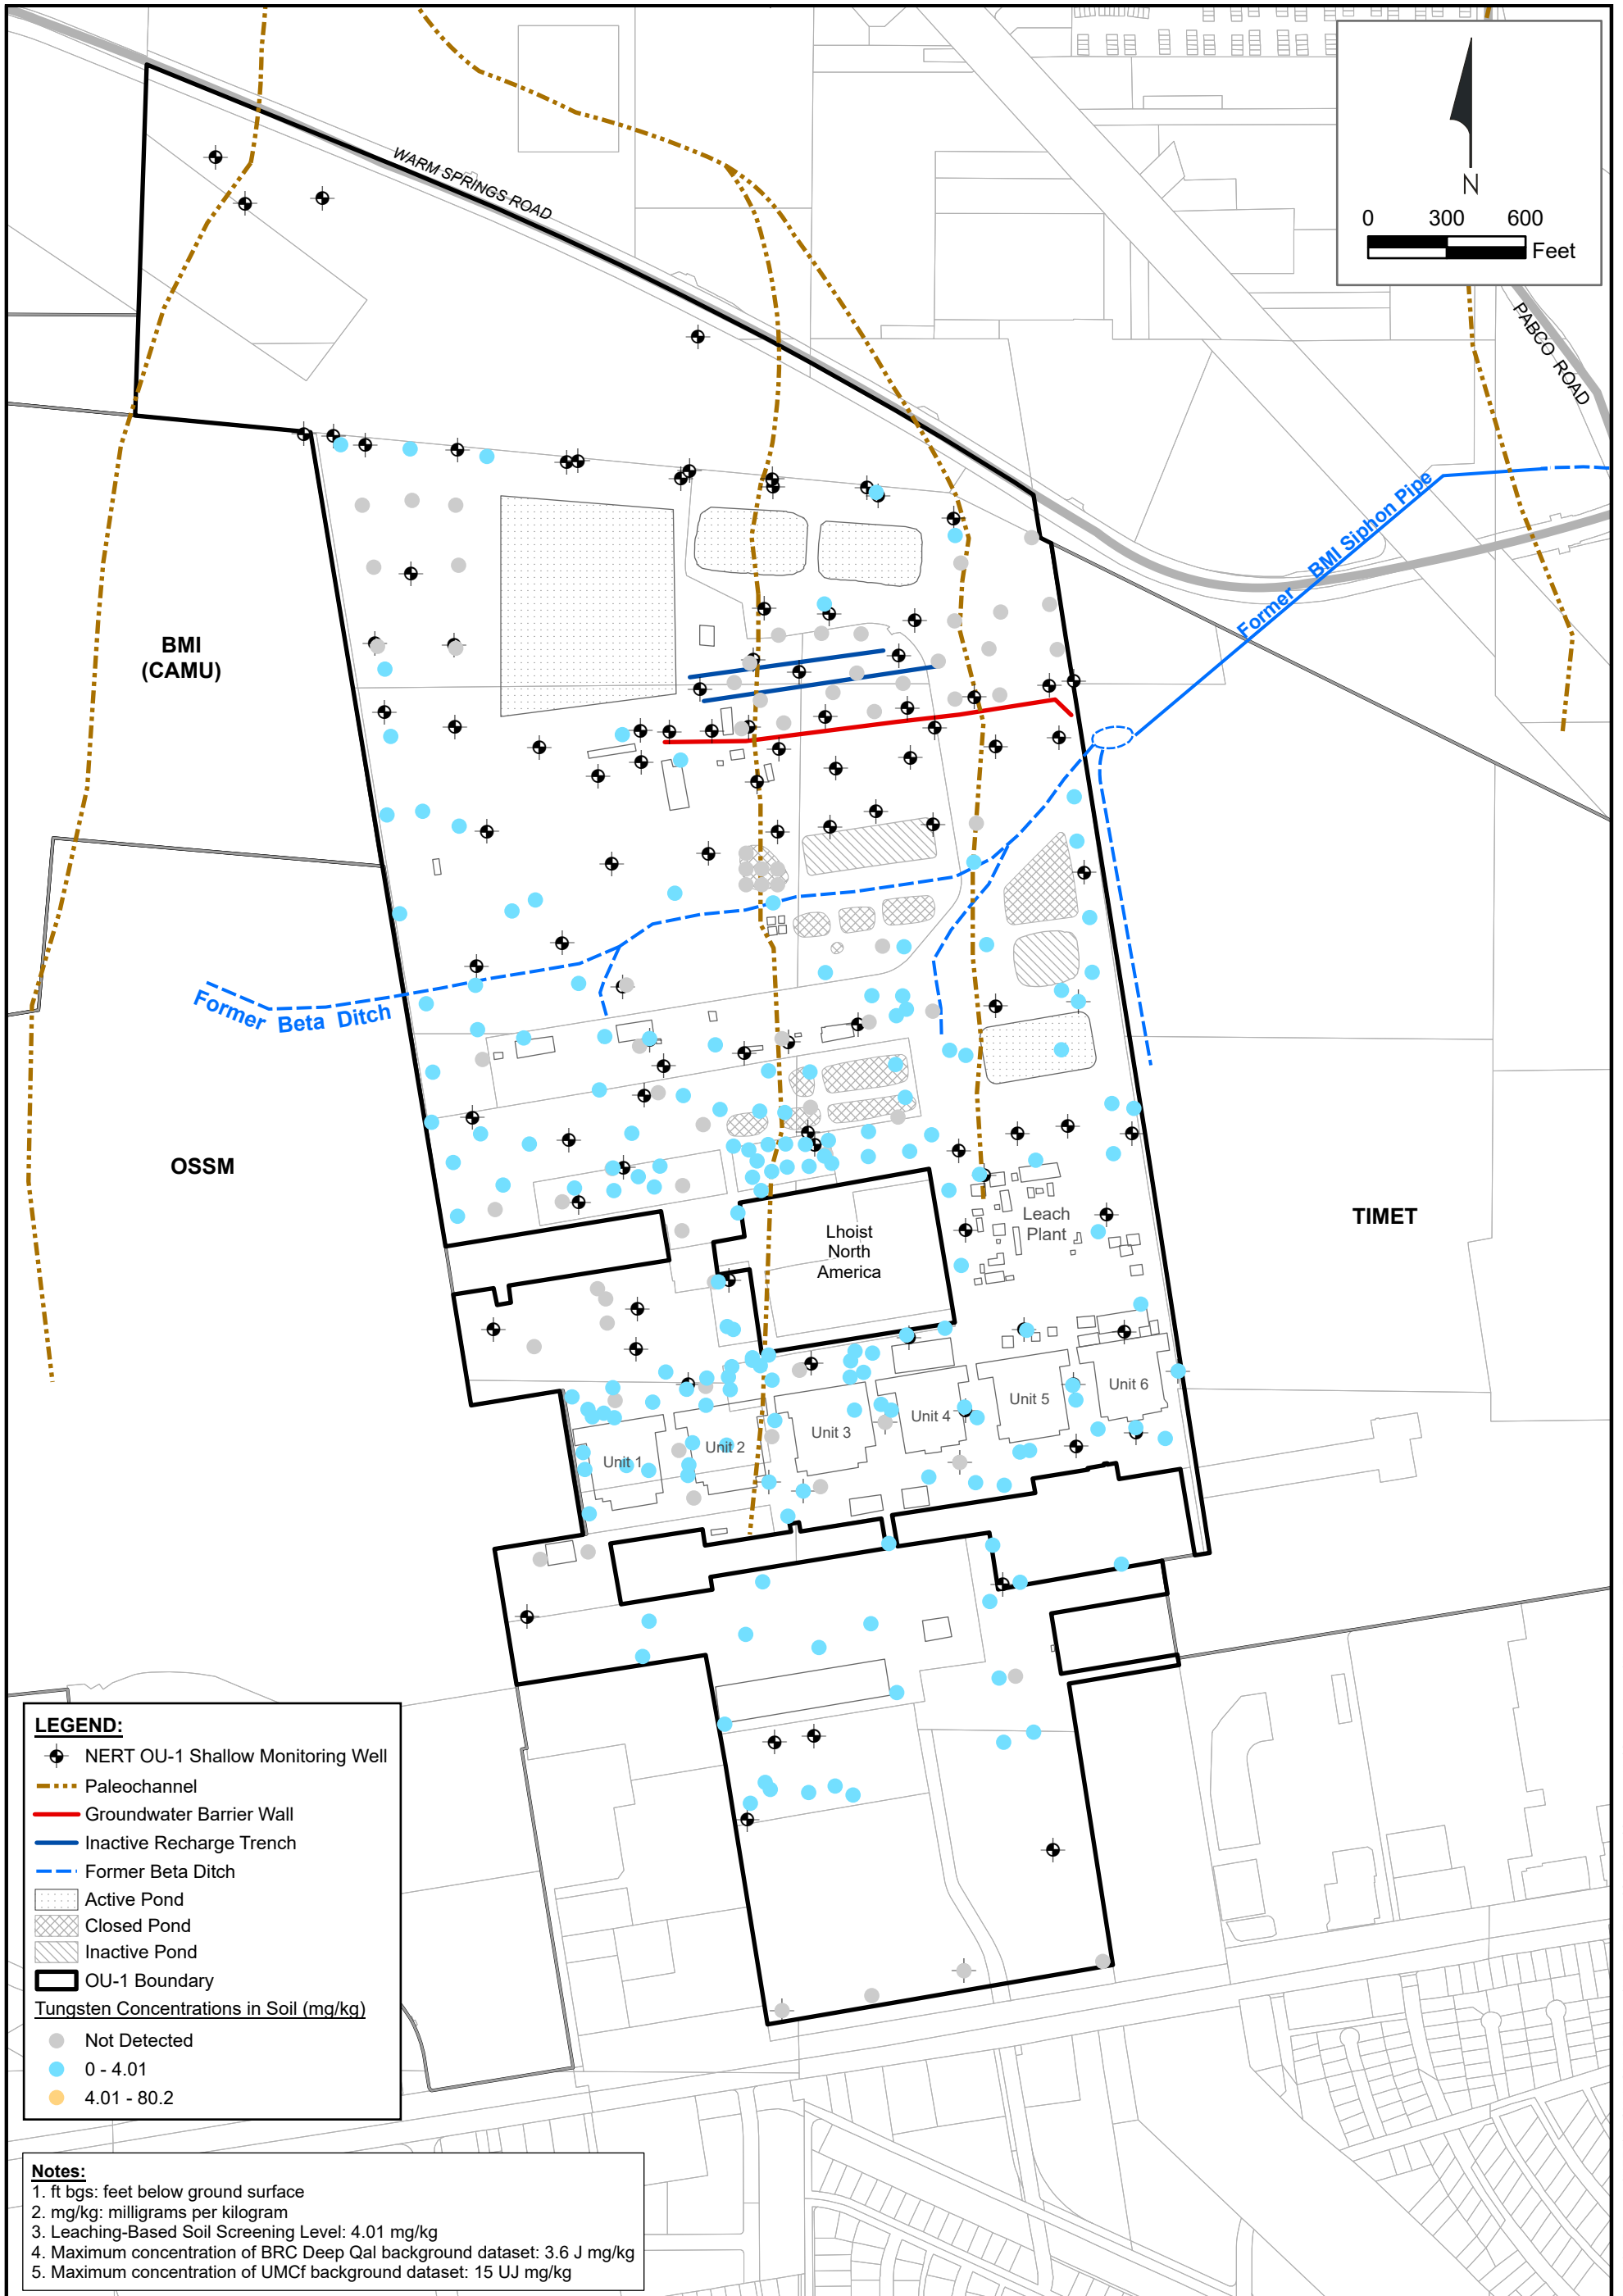 WARM SPRINGS ROAD
N
0 300 600
Feet
PABCO ROAD
Former BMI Siphon Pipe
BMI
(CAMU)
Former Beta Ditch
OSSM
TIMET
Lhoist
North
America
Leach
Plant
Unit 1
Unit 2
Unit 3
Unit 4
Unit 5
Unit 6
LEGEND:
NERT OU-1 Shallow Monitoring Well
Paleochannel
Groundwater Barrier Wall
Inactive Recharge Trench
Former Beta Ditch
Active Pond
Closed Pond
Inactive Pond
OU-1 Boundary
Tungsten Concentrations in Soil (mg/kg)
Not Detected
0 - 4.01
4.01 - 80.2
Notes:
1. ft bgs: feet below ground surface
2. mg/kg: milligrams per kilogram
3. Leaching-Based Soil Screening Level: 4.01 mg/kg
4. Maximum concentration of BRC Deep Qal background dataset: 3.6 J mg/kg
5. Maximum concentration of UMCf background dataset: 15 UJ mg/kg